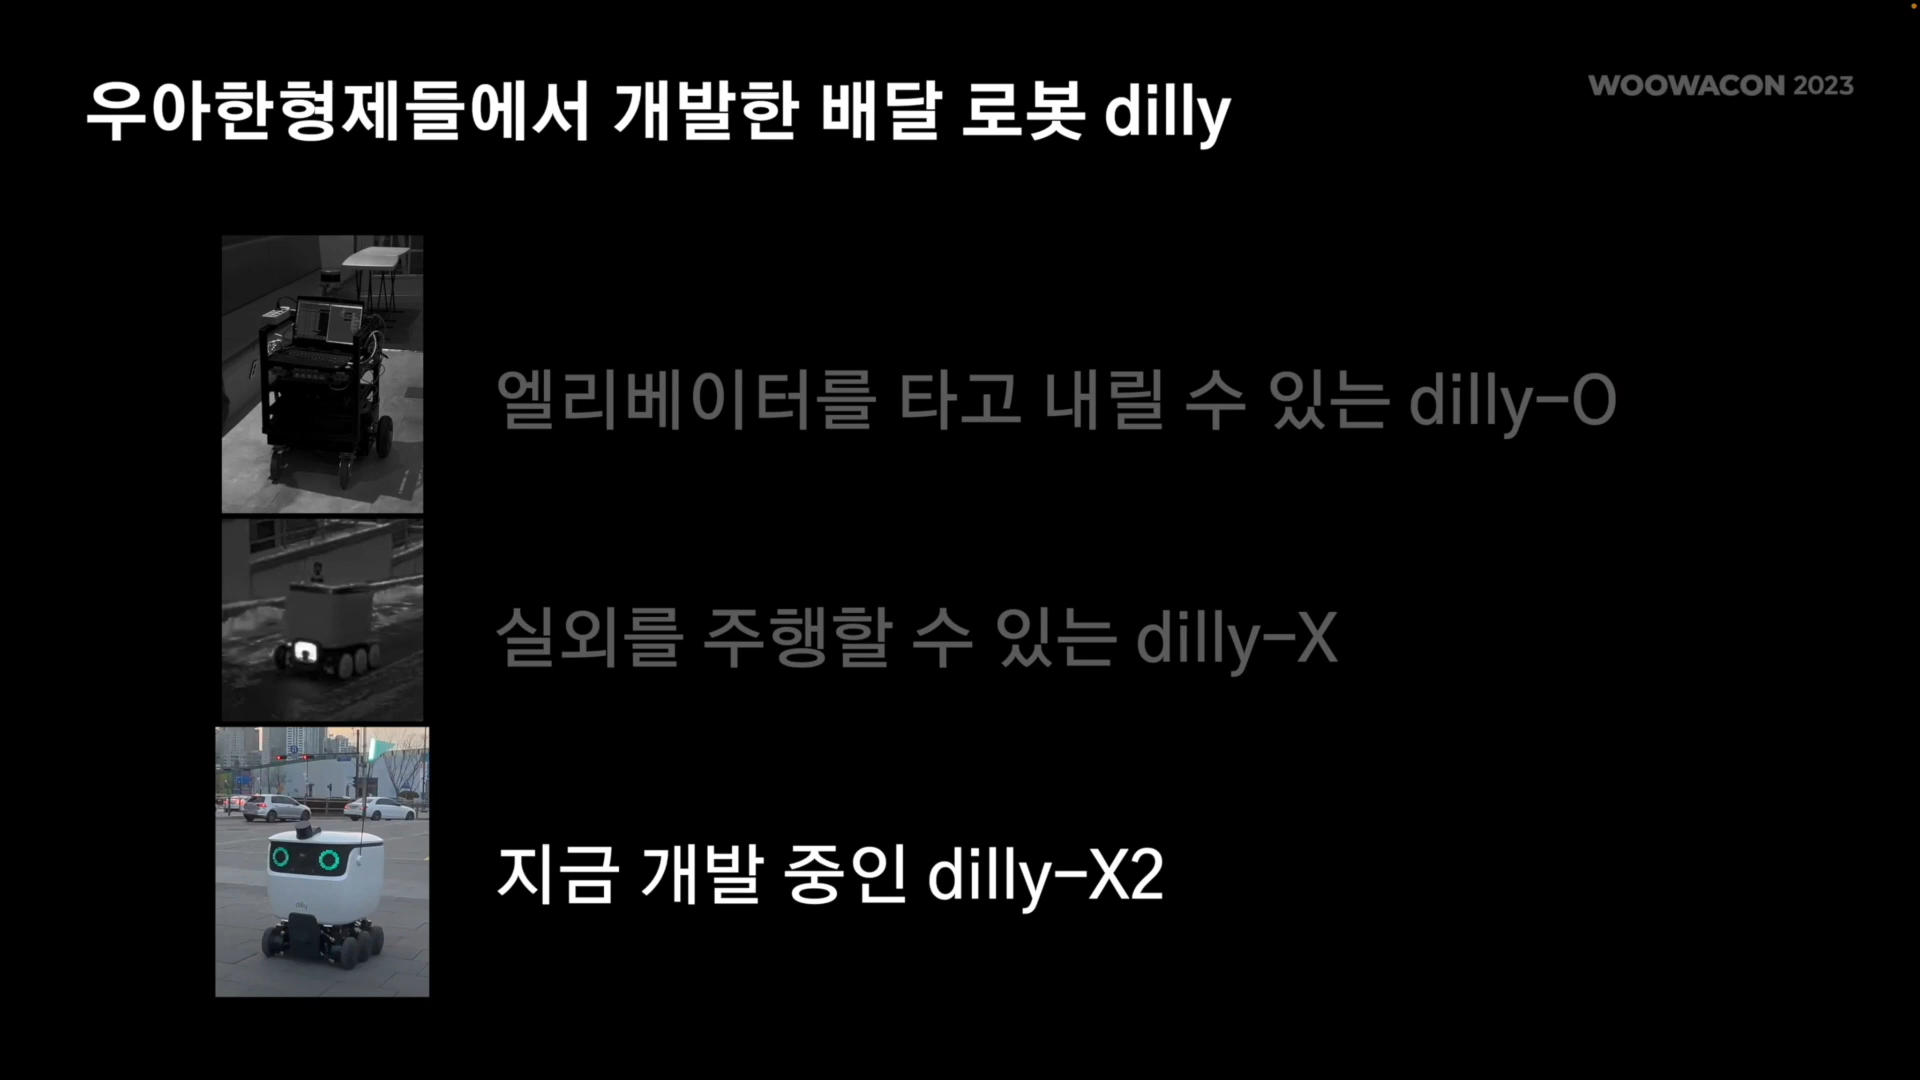 우아한형제들에서 개발한 배달 로봇 dilly
WOOWACON 2023
엘리베이터를 타고 내릴 수 있는 dilly-O
실외를 주행할 수 있는 dilly-X
지금 개발 중인 dilly-X2
dilly